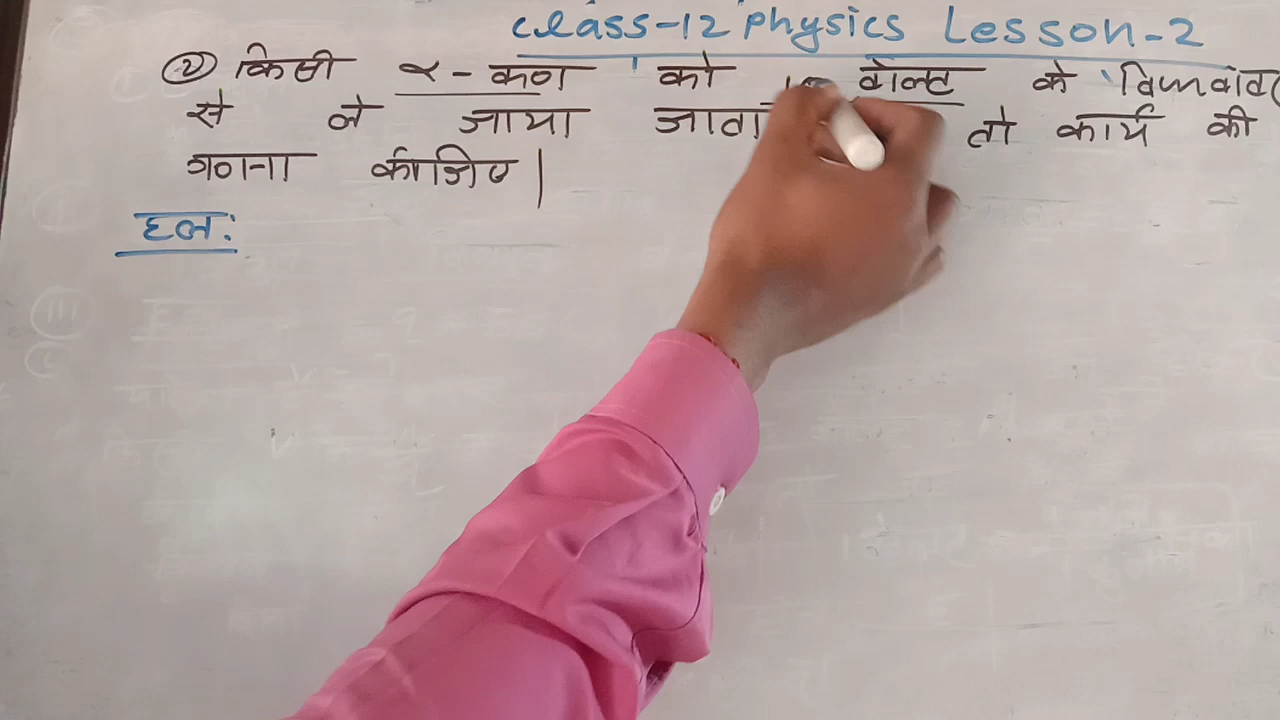 Class-12 Physics Lesson-2
(2) किसी α-कण को वोल्ट के विभवांतर
से ले जाया जाता तो कार्य की
गणना कीजिए।
हल: